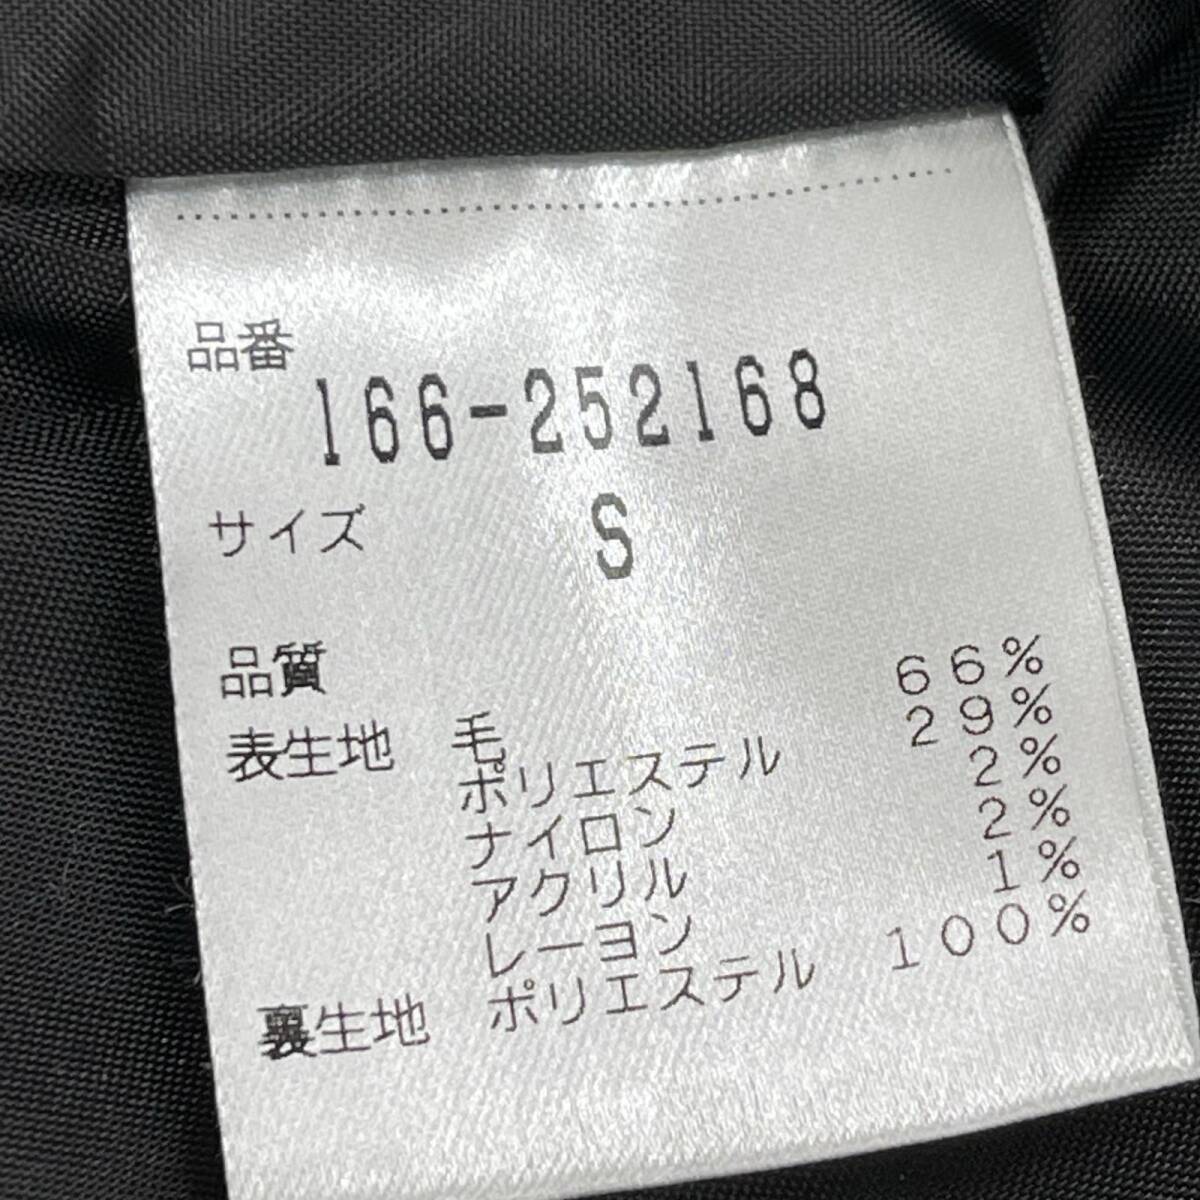 品番
166-252168
サイズ S
品質
表生地 毛 66%
ポリエステル 29%
ナイロン 2%
アクリル 2%
レーヨン 1%
裏生地 ポリエステル 100%